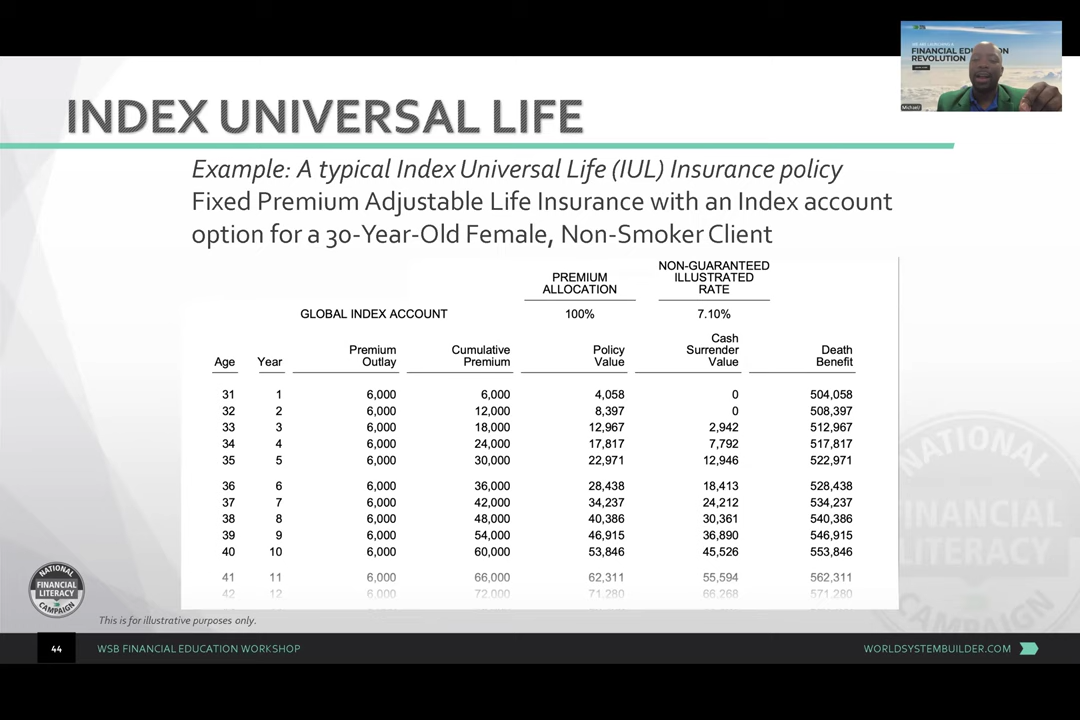 FINANCIAL EDUCATION
REVOLUTION
Michael
INDEX UNIVERSAL LIFE
Example: A typical Index Universal Life (IUL) Insurance policy
Fixed Premium Adjustable Life Insurance with an Index account
option for a 30-Year-Old Female, Non-Smoker Client
PREMIUM ALLOCATION NON-GUARANTEED ILLUSTRATED RATE
GLOBAL INDEX ACCOUNT 100% 7.10%
Age Year Premium Outlay Cumulative Premium Policy Value Cash Surrender Value Death Benefit
31 1 6,000 6,000 4,058 0 504,058
32 2 6,000 12,000 8,397 0 508,397
33 3 6,000 18,000 12,967 2,942 512,967
34 4 6,000 24,000 17,817 7,792 517,817
35 5 6,000 30,000 22,971 12,946 522,971
36 6 6,000 36,000 28,438 18,413 528,438
37 7 6,000 42,000 34,237 24,212 534,237
38 8 6,000 48,000 40,386 30,361 540,386
39 9 6,000 54,000 46,915 36,890 546,915
40 10 6,000 60,000 53,846 45,526 553,846
41 11 6,000 66,000 62,311 55,594 562,311
42 12 6,000 72,000 71,280 66,268 571,280
NATIONAL
FINANCIAL
LITERACY
CAMPAIGN
NATIONAL
FINANCIAL
LITERACY
CAMPAIGN
This is for illustrative purposes only.
44 WSB FINANCIAL EDUCATION WORKSHOP WORLDSYSTEMBUILDER.COM